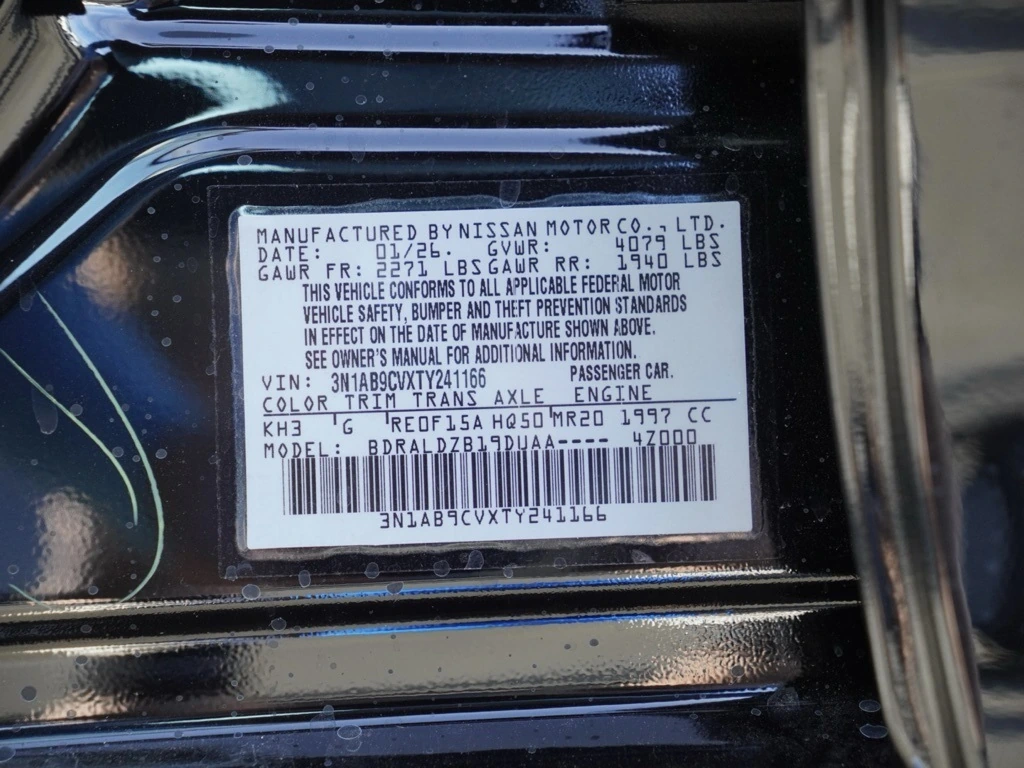 MANUFACTURED BY NISSAN MOTOR CO., LTD.
DATE: 01/26. GVWR: 4079 LBS
GAWR FR: 2271 LBS GAWR RR: 1940 LBS
THIS VEHICLE CONFORMS TO ALL APPLICABLE FEDERAL MOTOR
VEHICLE SAFETY, BUMPER AND THEFT PREVENTION STANDARDS
IN EFFECT ON THE DATE OF MANUFACTURE SHOWN ABOVE.
SEE OWNER'S MANUAL FOR ADDITIONAL INFORMATION.
VIN: 3N1AB9CVXTY241166 PASSENGER CAR.
COLOR TRIM TRANS AXLE ENGINE
KH3 G RE0F15A HQ50 MR20 1997 CC
MODEL: BDRALDZB19DUAA---- 4Z000
3N1AB9CVXTY241166